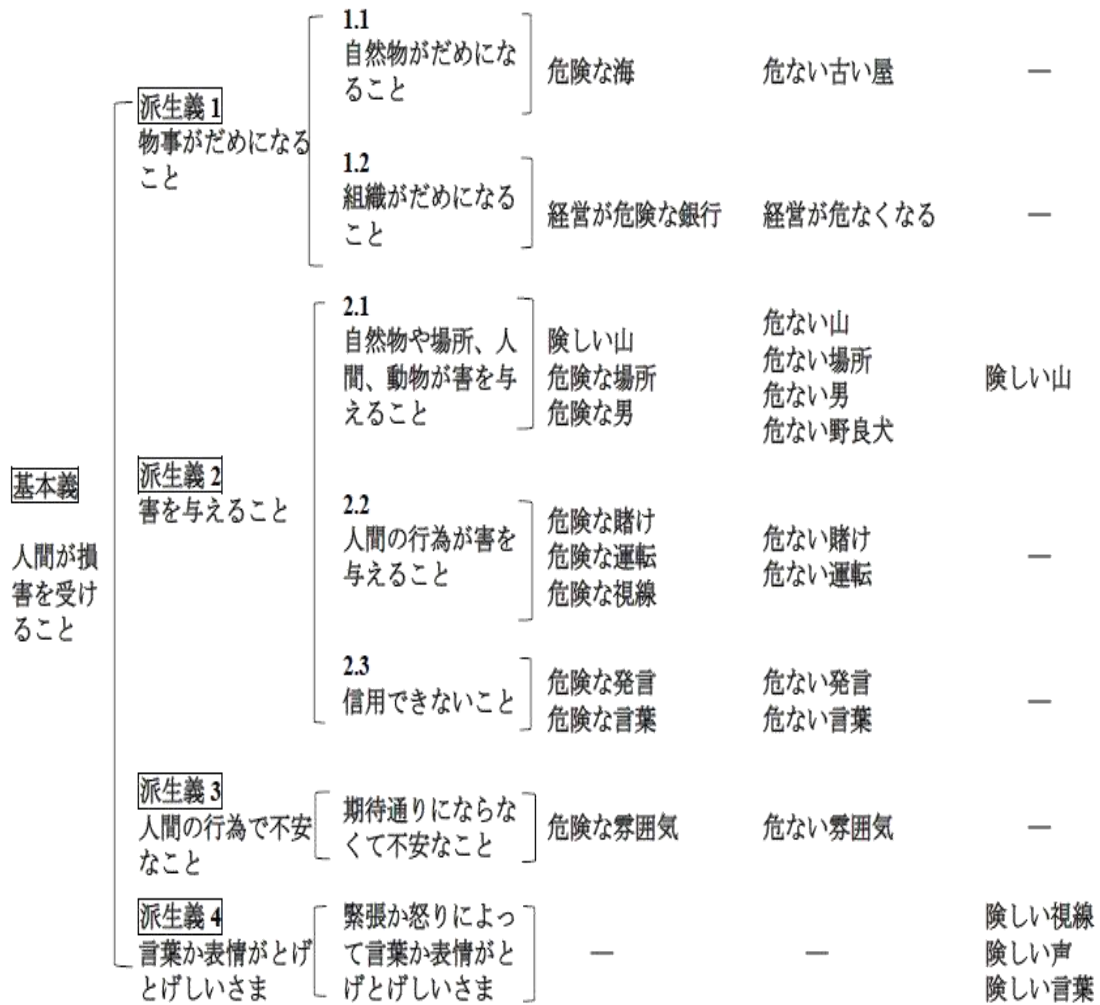 1.1
自然物がだめにな
ること
危険な海
危ない古い屋
—
派生義 1
物事がだめになる
こと
1.2
組織がだめになる
こと
経営が危険な銀行
経営が危なくなる
—
2.1
自然物や場所、人
間、動物が害を与
えること
険しい山
危険な場所
危険な男
危ない山
危ない場所
危ない男
危ない野良犬
険しい山
基本義
人間が損
害を受け
ること
派生義 2
害を与えること
2.2
人間の行為が害を
与えること
危険な賭け
危険な運転
危険な視線
危ない賭け
危ない運転
—
2.3
信用できないこと
危険な発言
危険な言葉
危ない発言
危ない言葉
—
派生義 3
人間の行為で不安
なこと
期待通りにならな
くて不安なこと
危険な雰囲気
危ない雰囲気
—
派生義 4
言葉か表情がとげ
とげしいさま
緊張か怒りによっ
て言葉か表情がと
げとげしいさま
—
—
険しい視線
険しい声
険しい言葉